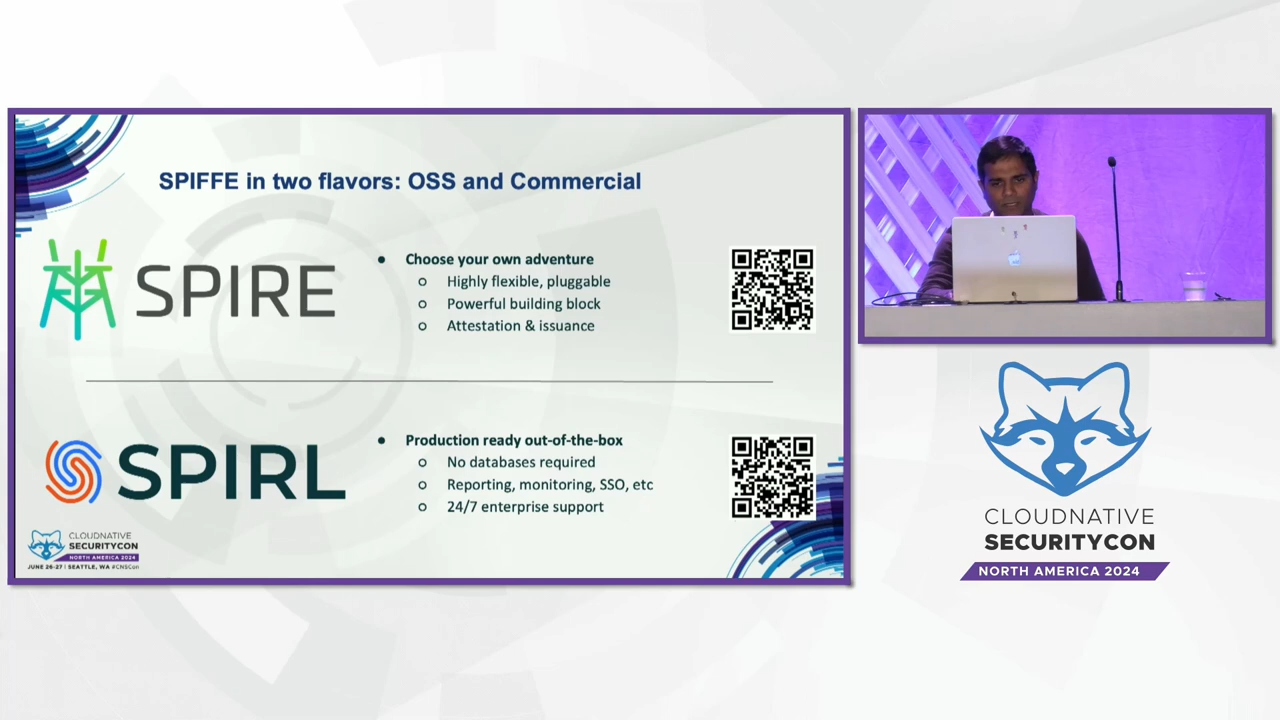 SPIFFE in two flavors: OSS and Commercial
SPIRE
● Choose your own adventure
○ Highly flexible, pluggable
○ Powerful building block
○ Attestation & issuance
SPIRL
● Production ready out-of-the-box
○ No databases required
○ Reporting, monitoring, SSO, etc
○ 24/7 enterprise support
CLOUDNATIVE
SECURITYCON
NORTH AMERICA 2024
JUNE 26-27 | SEATTLE, WA #CNSCon
CLOUDNATIVE
SECURITYCON
NORTH AMERICA 2024